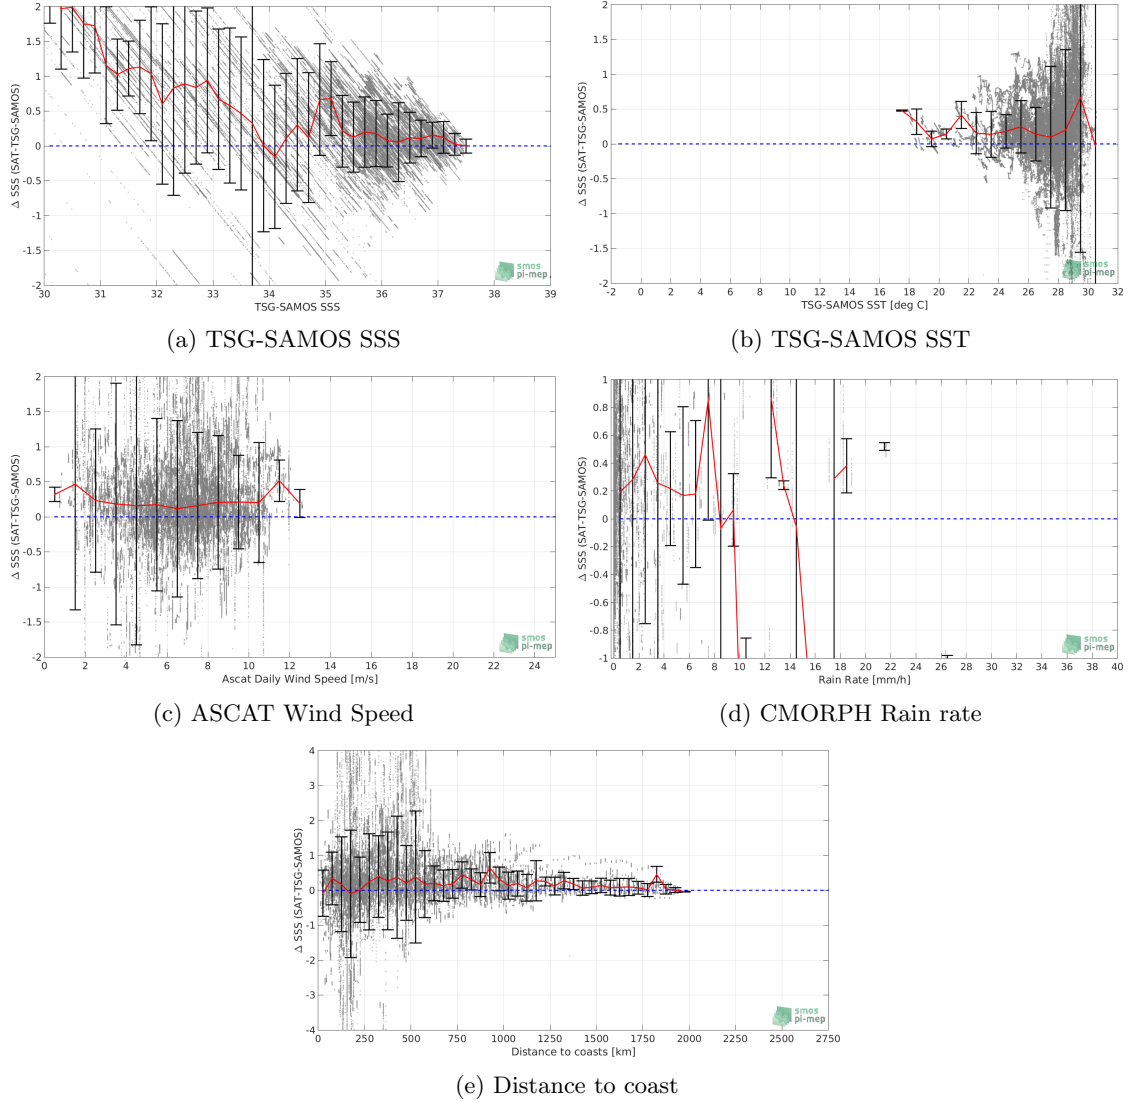 2
1.5
1
0.5
0
-0.5
-1
-1.5
-2
Δ SSS (SAT-TSG-SAMOS)
30 31 32 33 34 35 36 37 38 39
TSG-SAMOS SSS
smos
pi-mep
(a) TSG-SAMOS SSS
2
1.5
1
0.5
0
-0.5
-1
-1.5
-2
Δ SSS (SAT-TSG-SAMOS)
-2 0 2 4 6 8 10 12 14 16 18 20 22 24 26 28 30 32
TSG-SAMOS SST [deg C]
smos
pi-mep
(b) TSG-SAMOS SST
2
1.5
1
0.5
0
-0.5
-1
-1.5
-2
Δ SSS (SAT-TSG-SAMOS)
0 2 4 6 8 10 12 14 16 18 20 22 24
Ascat Daily Wind Speed [m/s]
smos
pi-mep
(c) ASCAT Wind Speed
1
0.8
0.6
0.4
0.2
0
-0.2
-0.4
-0.6
-0.8
-1
Δ SSS (SAT-TSG-SAMOS)
0 2 4 6 8 10 12 14 16 18 20 22 24 26 28 30 32 34 36 38 40
Rain Rate [mm/h]
smos
pi-mep
(d) CMORPH Rain rate
4
3
2
1
0
-1
-2
-3
-4
Δ SSS (SAT-TSG-SAMOS)
0 250 500 750 1000 1250 1500 1750 2000 2250 2500 2750
Distance to coasts [km]
smos
pi-mep
(e) Distance to coast